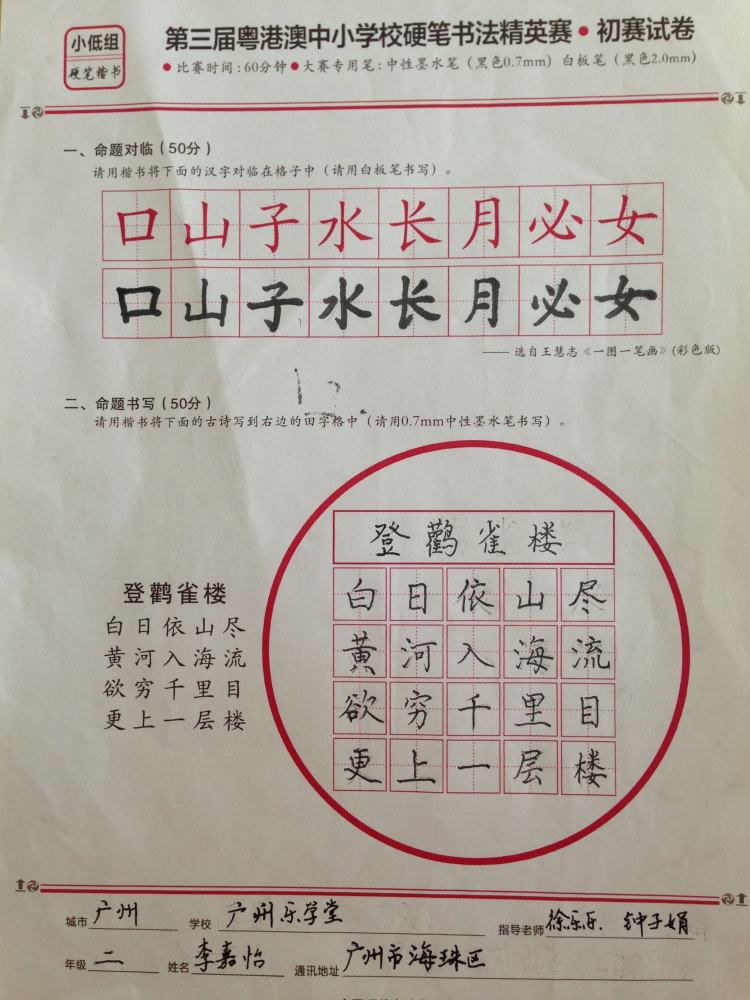 小低组
硬笔楷书
第三届粤港澳中小学校硬笔书法精英赛•初赛试卷
●比赛时间:60分钟●大赛专用笔:中性墨水笔(黑色0.7mm) 白板笔(黑色2.0mm)
一、命题对临(50分)
请用楷书将下面的汉字对临在格子中(请用白板笔书写)。
口山子水长月必女
口山子水长月必女
——选自王慧志《一图一笔画》(彩色版)
二、命题书写(50分)
请用楷书将下面的古诗写到右边的田字格中(请用0.7mm中性墨水笔书写)。
登鹳雀楼
白日依山尽
黄河入海流
欲穷千里目
更上一层楼
登鹳雀楼
白日依山尽
黄河入海流
欲穷千里目
更上一层楼
城市 广州 学校 广州乐学堂 指导老师 徐乐乐. 钟子娟
年级 二 姓名 李嘉怡 通讯地址 广州市海珠区